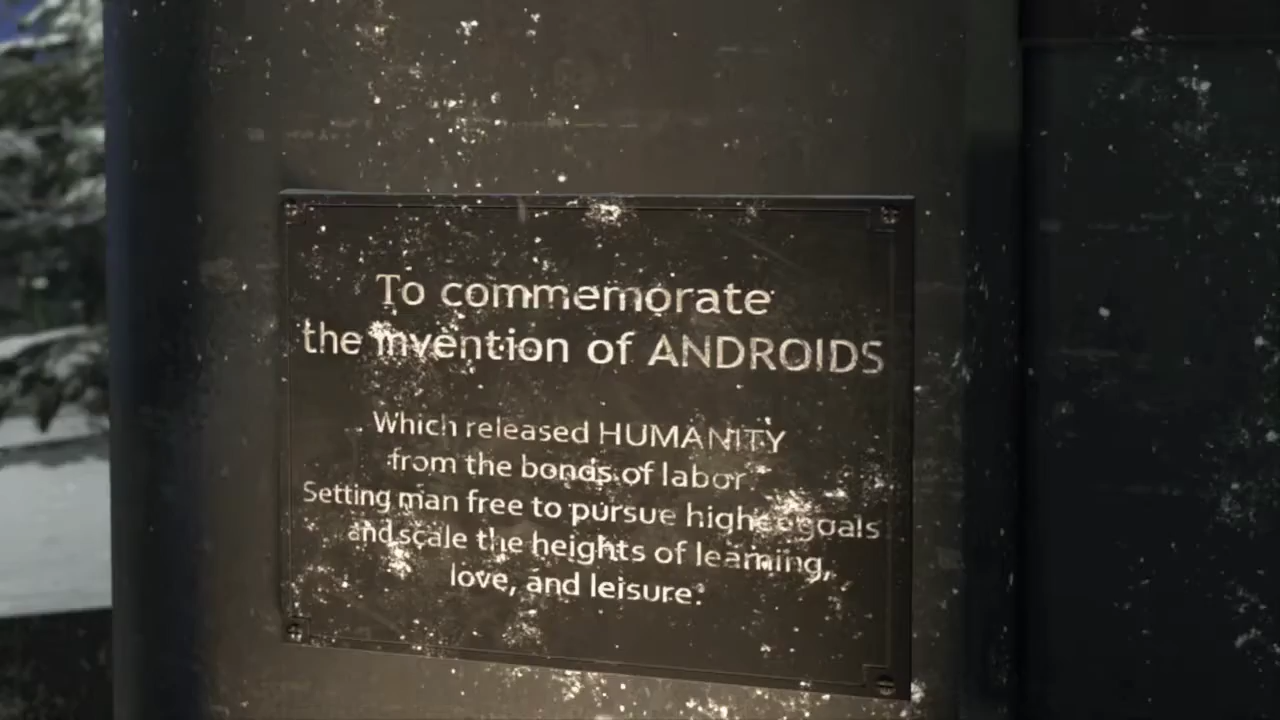 To commemorate
the invention of ANDROIDS
Which released HUMANITY
from the bonds of labor
Setting man free to pursue higher goals
and scale the heights of learning,
love, and leisure.